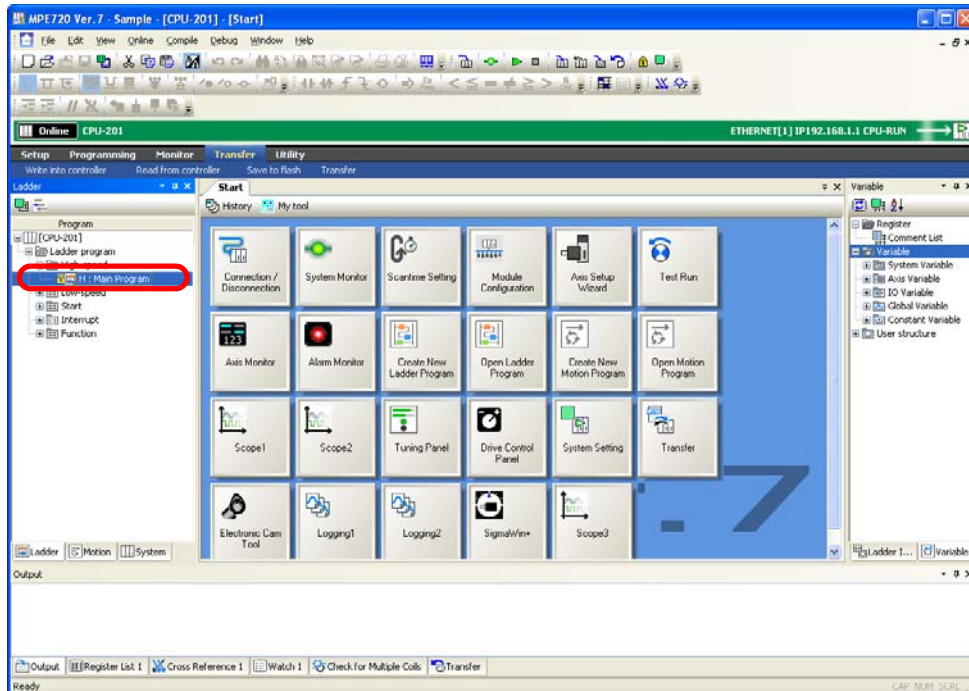 MPE720 Ver. 7 - Sample - [CPU-201] - [Start]
File Edit View Online Compile Debug Window Help
Online CPU-201 ETHERNET[1] IP192.168.1.1 CPU-RUN
Setup Programming Monitor Transfer Utility
Write into controller Read from controller Save to flash Transfer
Ladder
Program
[CPU-201]
Ladder program
High-speed
H : Main Program
Low-speed
Start
Interrupt
Function
Ladder Motion System
Start
History My tool
Connection /
Disconnection
System Monitor
Scantime Setting
Module
Configuration
Axis Setup
Wizard
Test Run
123
Axis Monitor
Alarm Monitor
Create New
Ladder Program
Open Ladder
Program
Create New
Motion Program
Open Motion
Program
Scope1
Scope2
Tuning Panel
Drive Control
Panel
System Setting
Transfer
Electronic Cam
Tool
Logging1
Logging2
SigmaWin+
Scope3
.7
Variable
Register
Comment List
Variable
System Variable
Axis Variable
IO Variable
Global Variable
Constant Variable
User structure
Ladder I... Variable
Output
Output Register List 1 Cross Reference 1 Watch 1 Check for Multiple Coils Transfer
Ready CAP NUM SCRL